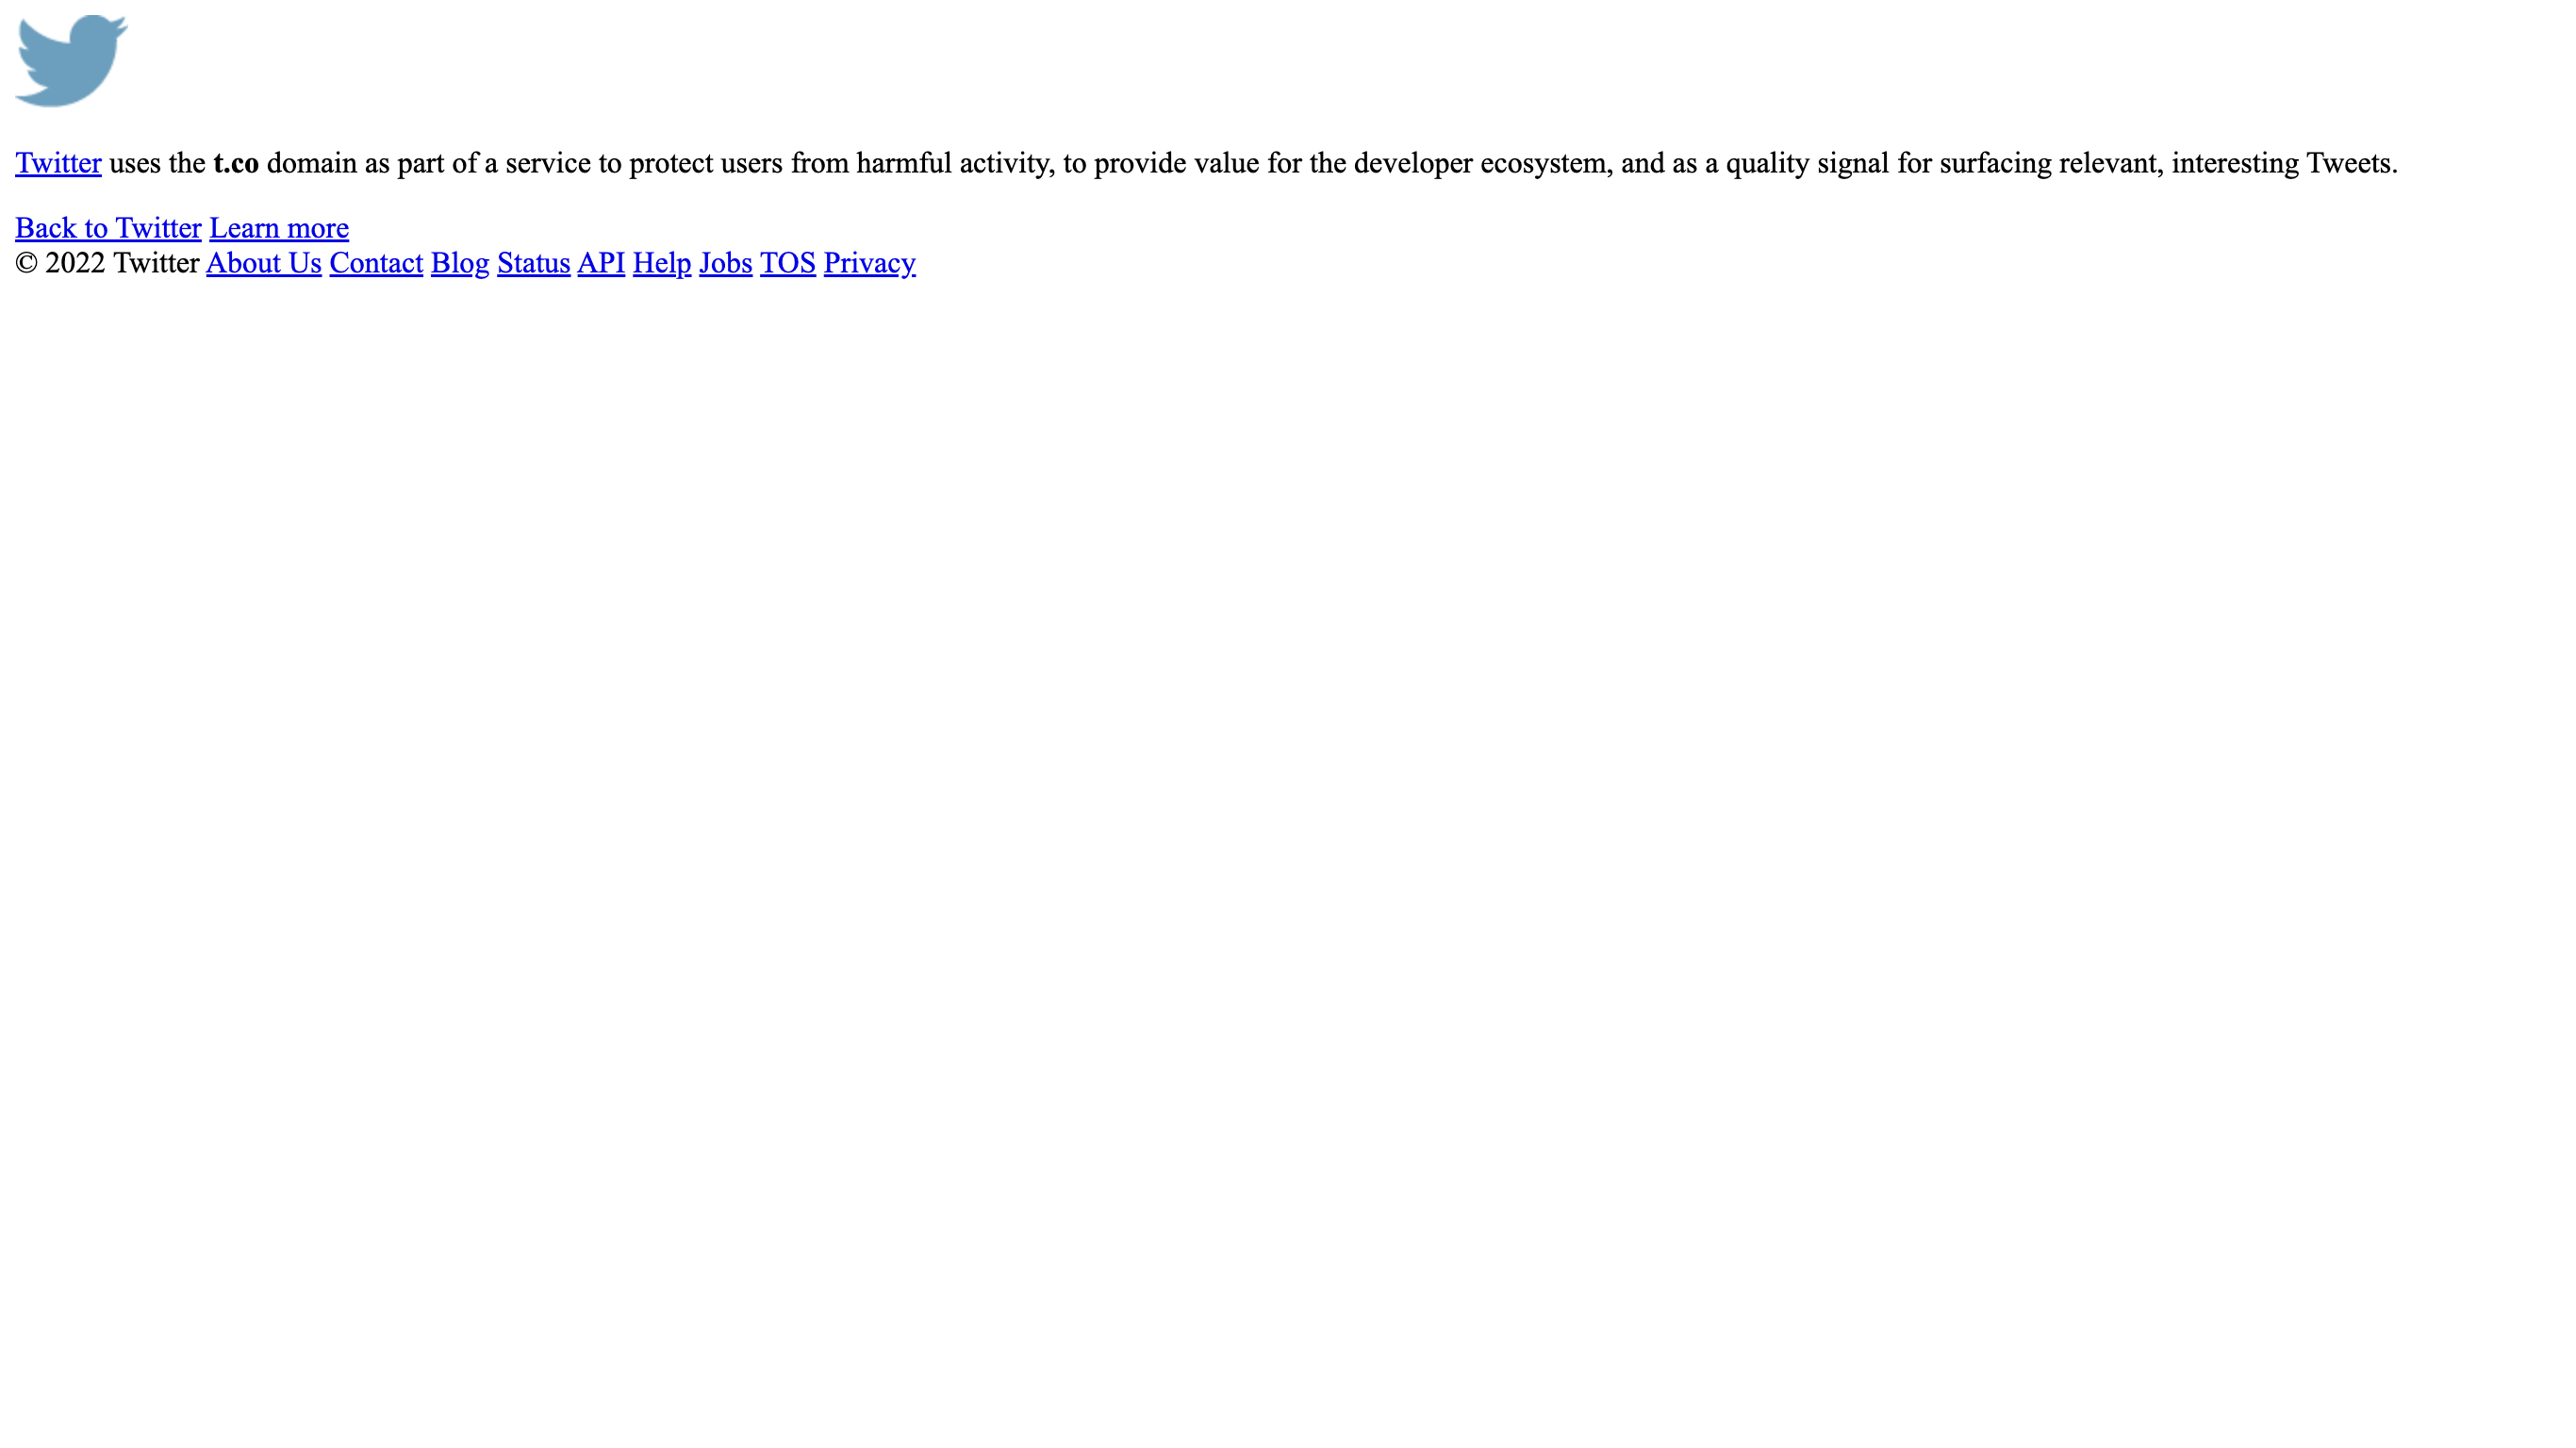 Twitter uses the t.co domain as part of a service to protect users from harmful activity, to provide value for the developer ecosystem, and as a quality signal for surfacing relevant, interesting Tweets.
Back to Twitter Learn more
© 2022 Twitter About Us Contact Blog Status API Help Jobs TOS Privacy